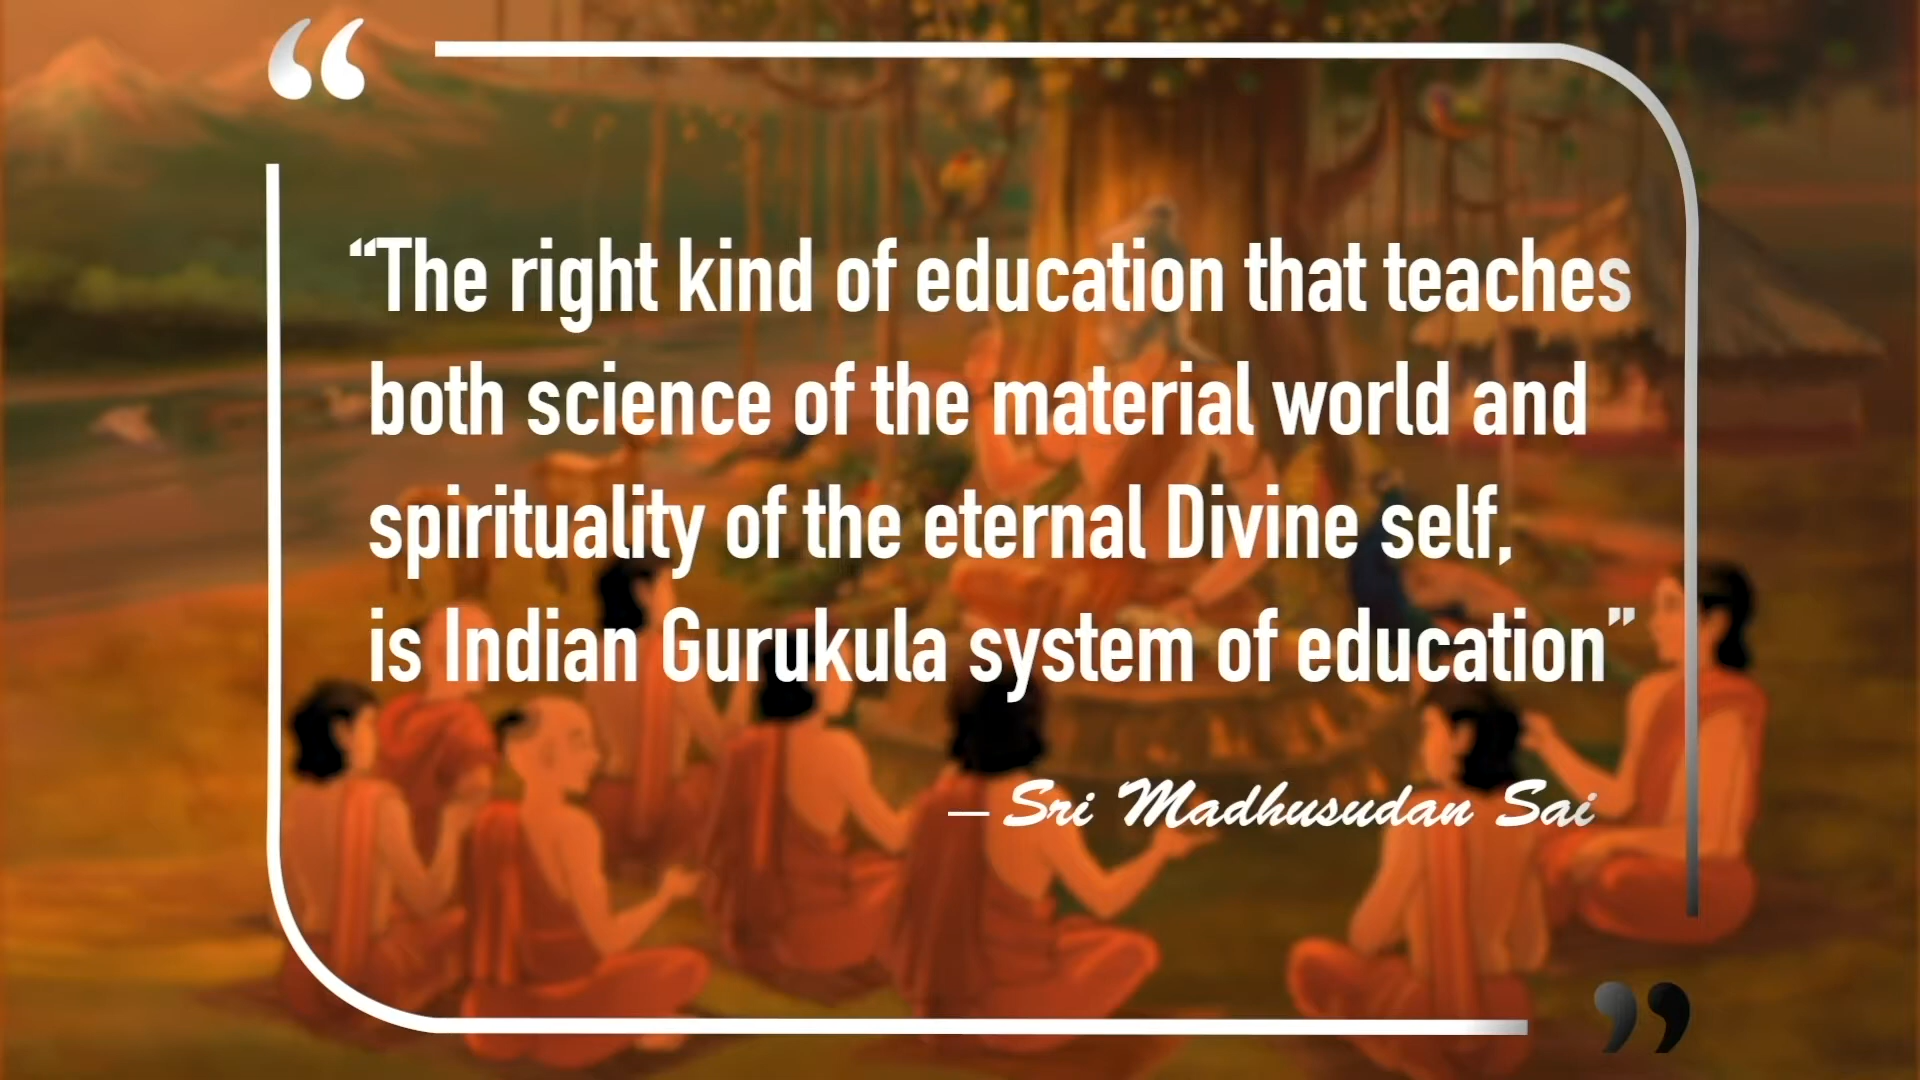 “The right kind of education that teaches
both science of the material world and
spirituality of the eternal Divine self,
is Indian Gurukula system of education”
— Sri Madhusudan Sai